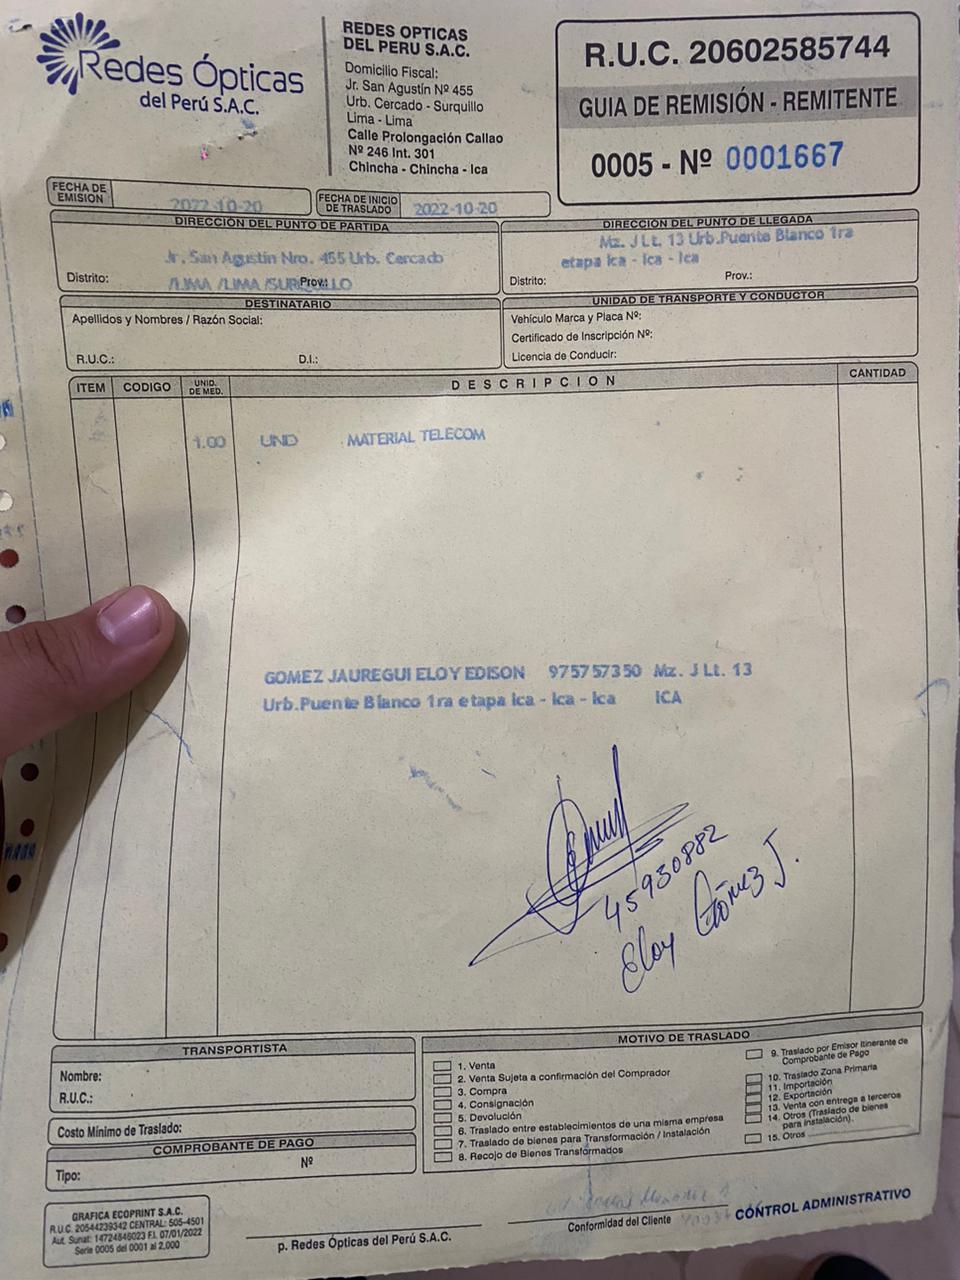 Redes Ópticas
del Perú S.A.C.
REDES OPTICAS
DEL PERU S.A.C.
Domicilio Fiscal:
Jr. San Agustín Nº 455
Urb. Cercado - Surquillo
Lima - Lima
Calle Prolongación Callao
Nº 246 Int. 301
Chincha - Chincha - Ica
R.U.C. 20602585744
GUIA DE REMISIÓN - REMITENTE
0005 - Nº 0001667
FECHA DE EMISION 2022-10-20
FECHA DE INICIO DE TRASLADO 2022-10-20
DIRECCIÓN DEL PUNTO DE PARTIDA
Jr. San Agustin Nro. 455 Urb. Cercado
Distrito: /LIMA /LIMA /SURQUILLO Prov.:
DIRECCIÓN DEL PUNTO DE LLEGADA
Mz. J Lt. 13 Urb.Puente Blanco 1ra
etapa Ica - Ica - Ica
Distrito: Prov.:
DESTINATARIO
Apellidos y Nombres / Razón Social:
R.U.C.: D.I.:
UNIDAD DE TRANSPORTE Y CONDUCTOR
Vehículo Marca y Placa Nº:
Certificado de Inscripción Nº:
Licencia de Conducir:
ITEM CODIGO UNID. DE MED. DESCRIPCION CANTIDAD
1.00 UND MATERIAL TELECOM
GOMEZ JAUREGUI ELOY EDISON 975757350 Mz. J Lt. 13
Urb.Puente Blanco 1ra etapa Ica - Ica - Ica ICA
45930882
Eloy Gómez J.
TRANSPORTISTA
Nombre:
R.U.C.:
Costo Mínimo de Traslado:
COMPROBANTE DE PAGO
Tipo: Nº
MOTIVO DE TRASLADO
1. Venta
2. Venta Sujeta a confirmación del Comprador
3. Compra
4. Consignación
5. Devolución
6. Traslado entre establecimientos de una misma empresa
7. Traslado de bienes para Transformación / Instalación
8. Recojo de Bienes Transformados
9. Traslado por Emisor Itinerante de
Comprobante de Pago
10. Traslado Zona Primaria
11. Importación
12. Exportación
13. Venta con entrega a terceros
14. Otros (Traslado de bienes
para instalación).
15. Otros
GRAFICA ECOPRINT S.A.C.
R.U.C. 20544239342 CENTRAL: 505-4501
Aut. Sunat: 14724846023 F.I. 07/01/2022
Serie 0005 del 0001 al 2,000
p. Redes Ópticas del Perú S.A.C.
Conformidad del Cliente
CONTROL ADMINISTRATIVO